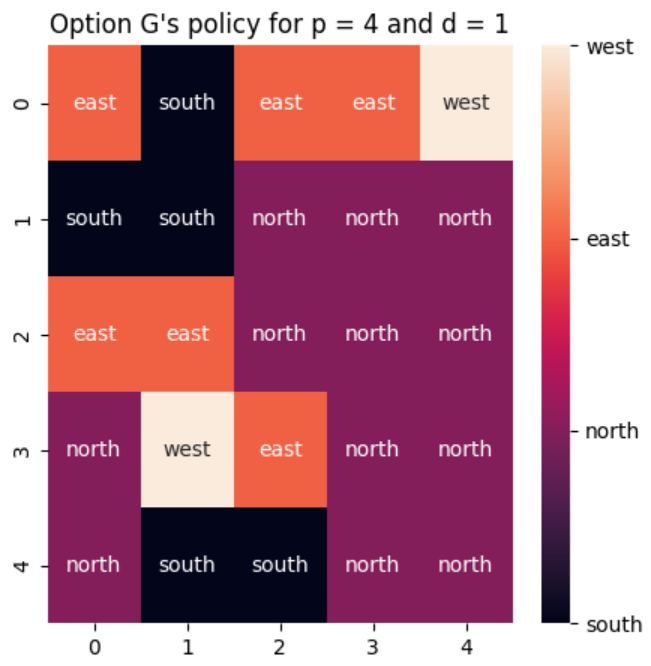 Option G's policy for p = 4 and d = 1
0 east south east east west
1 south south north north north
2 east east north north north
3 north west east north north
4 north south south north north
0 1 2 3 4
west
east
north
south